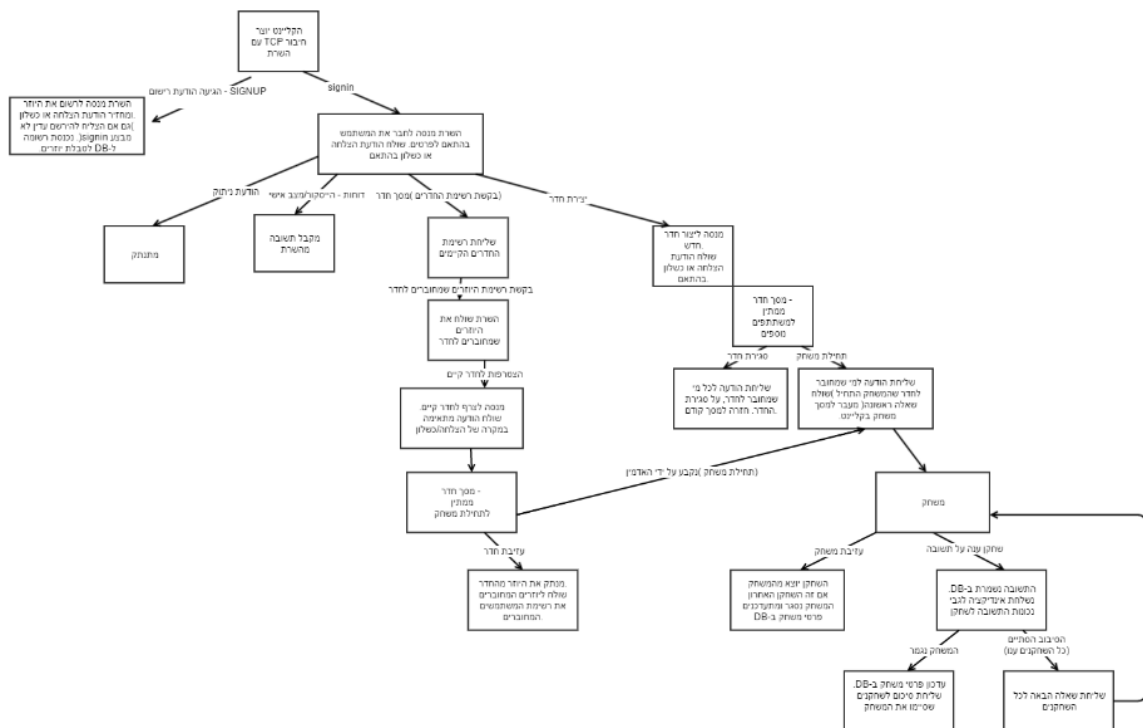 הקליינט יוצר
חיבור TCP עם
השרת
SIGNUP - הגיעה הודעת רישום
signin
השרת מנסה לרשום את היוזר
ומחזיר הודעת הצלחה או כשלון.
(גם אם הצליח להירשם עדין לא
מבצע signin). נכנסת רשומה
ל-DB לטבלת יוזרים.
השרת מנסה לחבר את המשתמש
בהתאם לפרטים. שולח הודעת הצלחה
או כשלון בהתאם
הודעת ניתוק
דוחות - הייסקור/מצב אישי
(בקשת רשימת החדרים (מסך חדר
יצירת חדר
מתנתק
מקבל תשובה
מהשרת
שליחת רשימת
החדרים הקיימים
מנסה ליצור חדר
חדש.
שולח הודעת
הצלחה או כשלון
בהתאם.
בקשת רשימת היוזרים שמחוברים לחדר
השרת שולח את
היוזרים
שמחוברים לחדר
מסך חדר -
ממתין
למשתתפים
נוספים
סגירת חדר
תחילת משחק
הצטרפות לחדר קיים
שליחת הודעה לכל מי
שמחובר לחדר, על סגירת
החדר. חזרה למסך קודם.
שליחת הודעה למי שמחובר
לחדר שהמשחק התחיל (שולח
שאלה ראשונה) מעבר למסך
משחק בקליינט.
מנסה לצרף לחדר קיים.
שולח הודעה מתאימה
במקרה של הצלחה/כשלון
(תחילת משחק (נקבע על ידי האדמין
מסך חדר -
ממתין
לתחילת משחק
משחק
עזיבת חדר
עזיבת משחק
שחקן ענה על תשובה
מנתק את היוזר מהחדר.
שולח ליוזרים המחוברים
את רשימת המשתמשים
המחוברים.
השחקן יוצא מהמשחק
אם זה השחקן האחרון
המשחק נסגר ומתעדכנים
פרטי משחק ב-DB
התשובה נשמרת ב-DB.
נשלחת אינדיקציה לגבי
נכונות התשובה לשחקן
המשחק נגמר
הסיבוב הסתיים
(כל השחקנים ענו)
עדכון פרטי משחק ב-DB.
שליחת סיכום לשחקנים
שסיימו את המשחק
שליחת שאלה הבאה לכל
השחקנים